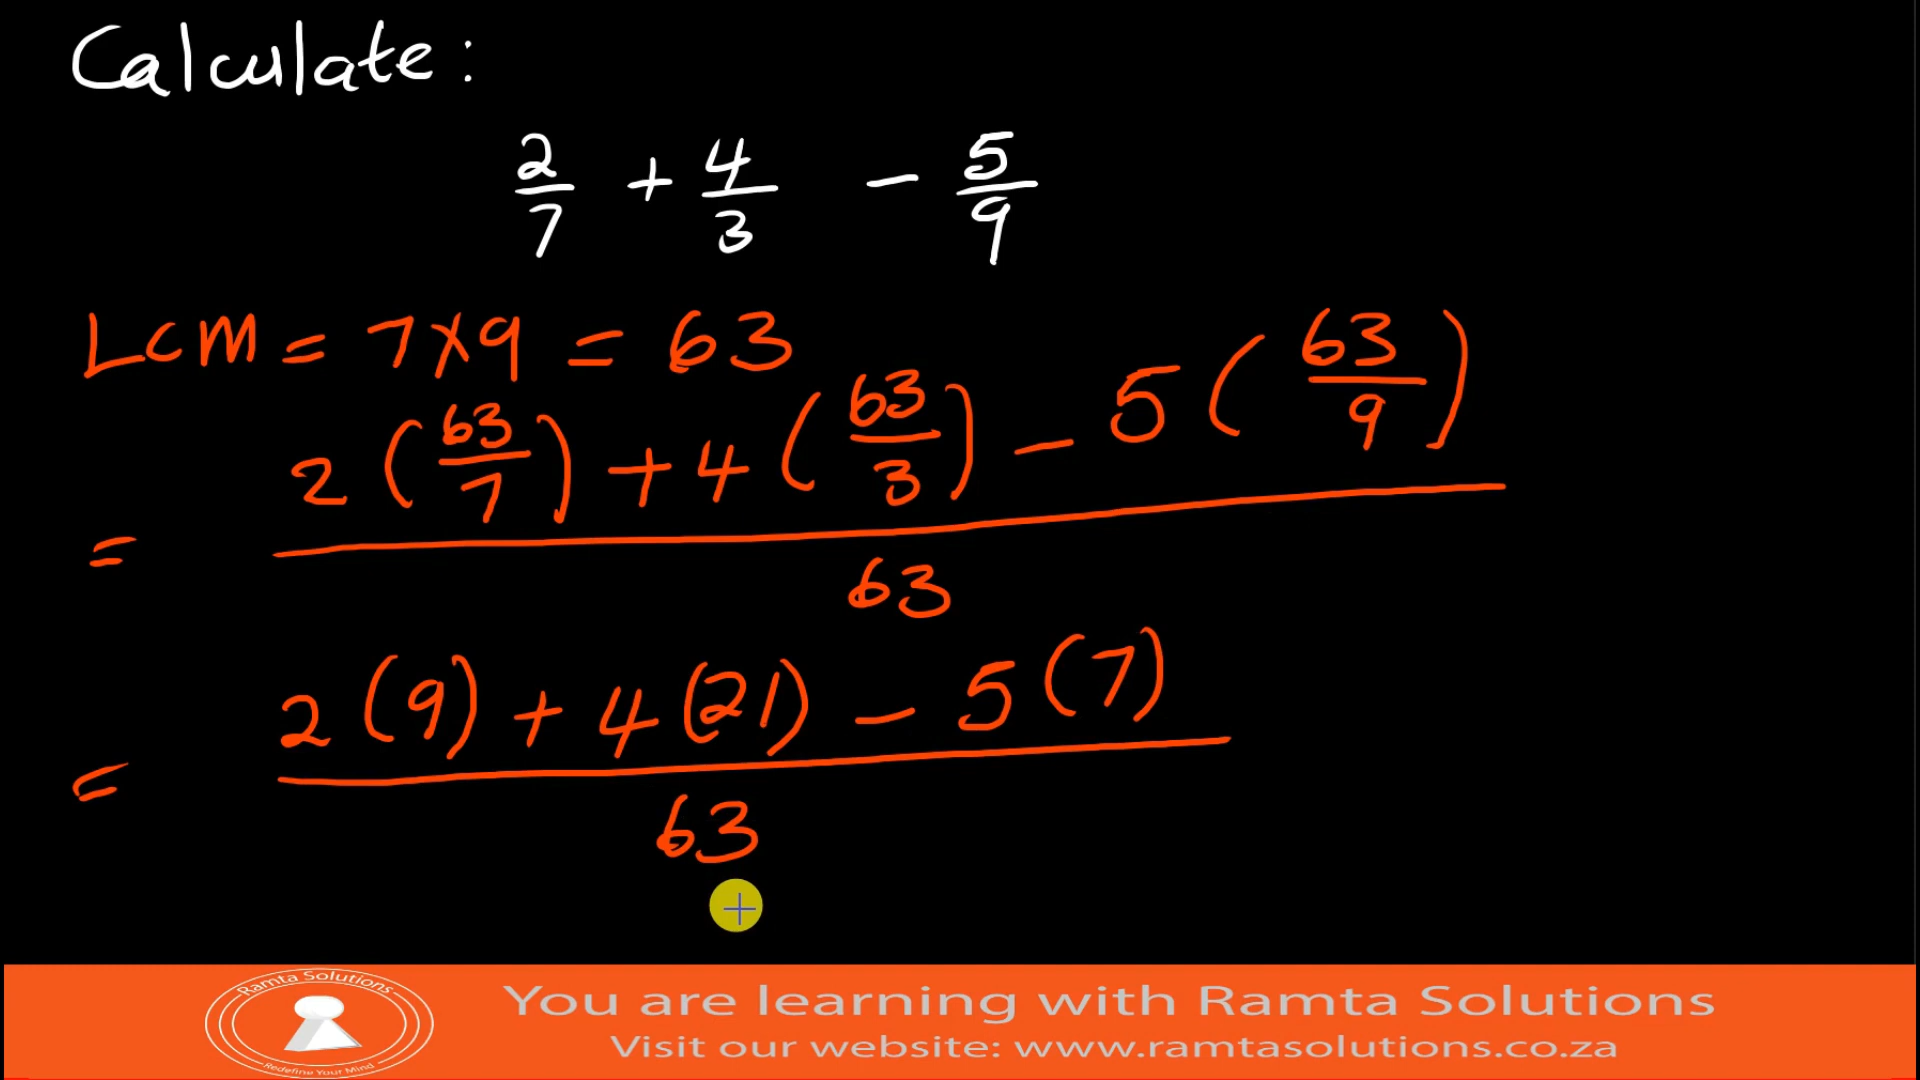 Calculate:
2/7 + 4/3 - 5/9
LCM = 7×9 = 63
= 2(63/7) + 4(63/3) - 5(63/9) / 63
= 2(9) + 4(21) - 5(7) / 63
Ramta Solutions
Redefine Your Mind
You are learning with Ramta Solutions
Visit our website: www.ramtasolutions.co.za